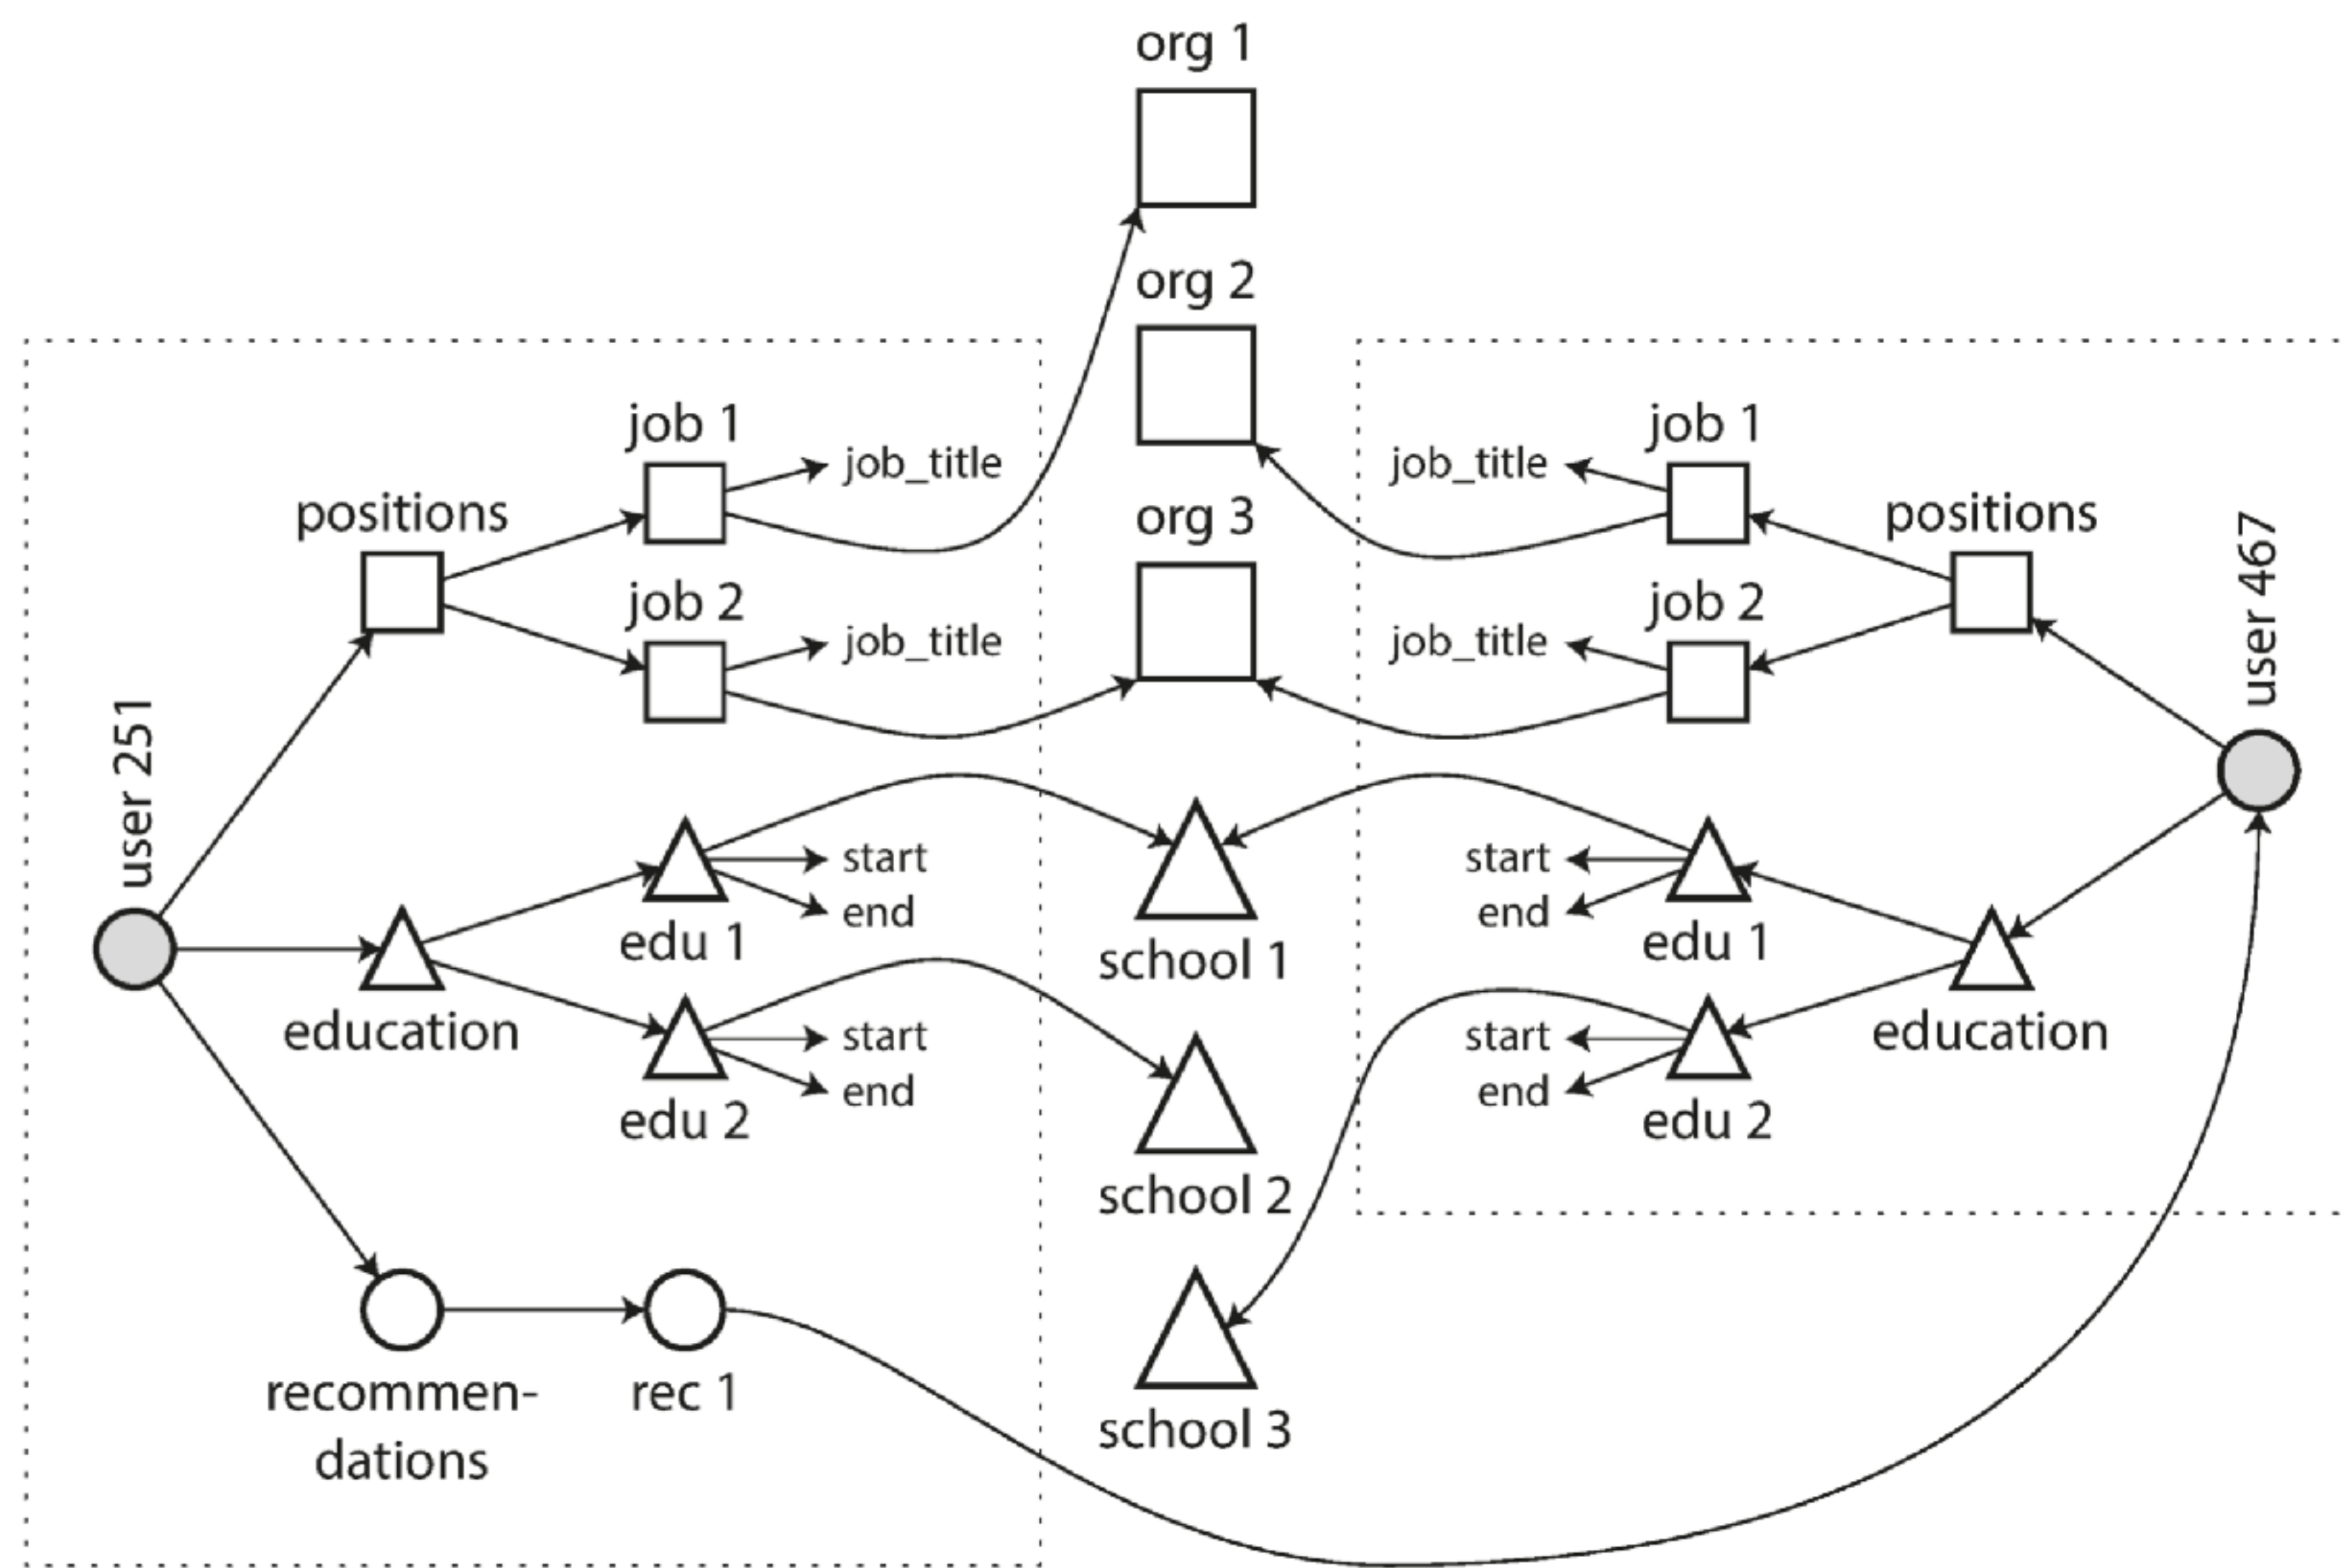 org 1
org 2
org 3
job 1
job_title
positions
job 2
job_title
user 251
edu 1
start
end
education
edu 2
start
end
recommen-
dations
rec 1
school 1
school 2
school 3
job 1
job_title
positions
job 2
job_title
user 467
start
end
edu 1
education
start
end
edu 2